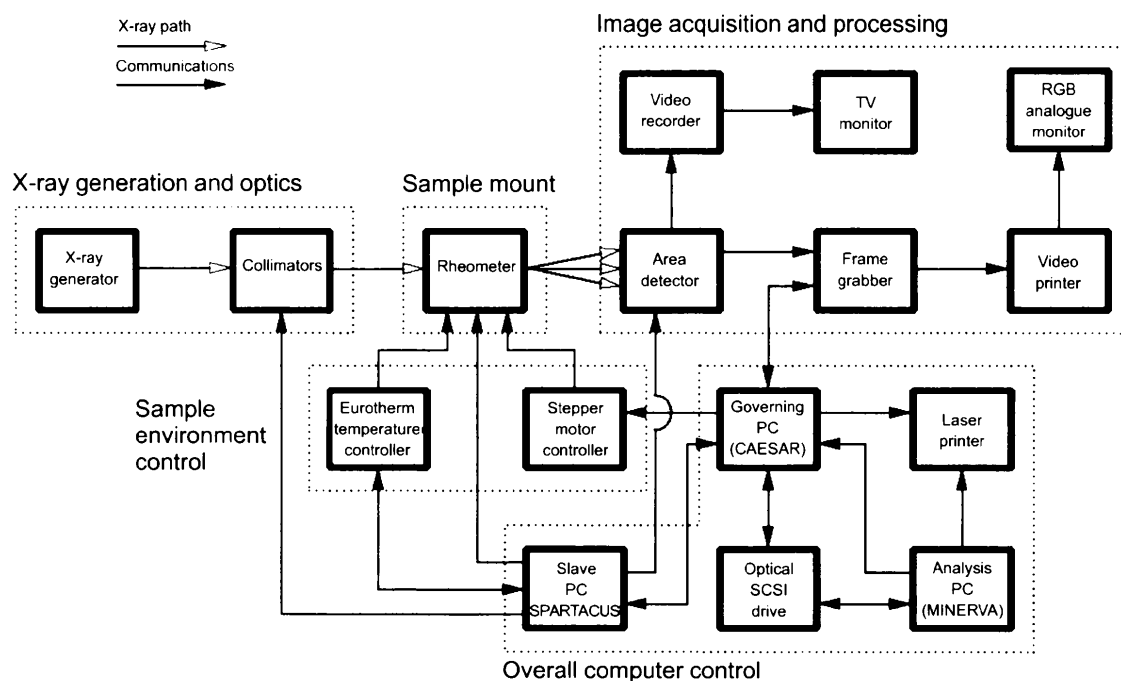 X-ray path
Communications
Image acquisition and processing
Video
recorder
TV
monitor
RGB
analogue
monitor
X-ray generation and optics
Sample mount
X-ray
generator
Collimators
Rheometer
Area
detector
Frame
grabber
Video
printer
Sample
environment
control
Eurotherm
temperature
controller
Stepper
motor
controller
Governing
PC
(CAESAR)
Laser
printer
Slave
PC
SPARTACUS
Optical
SCSI
drive
Analysis
PC
(MINERVA)
Overall computer control